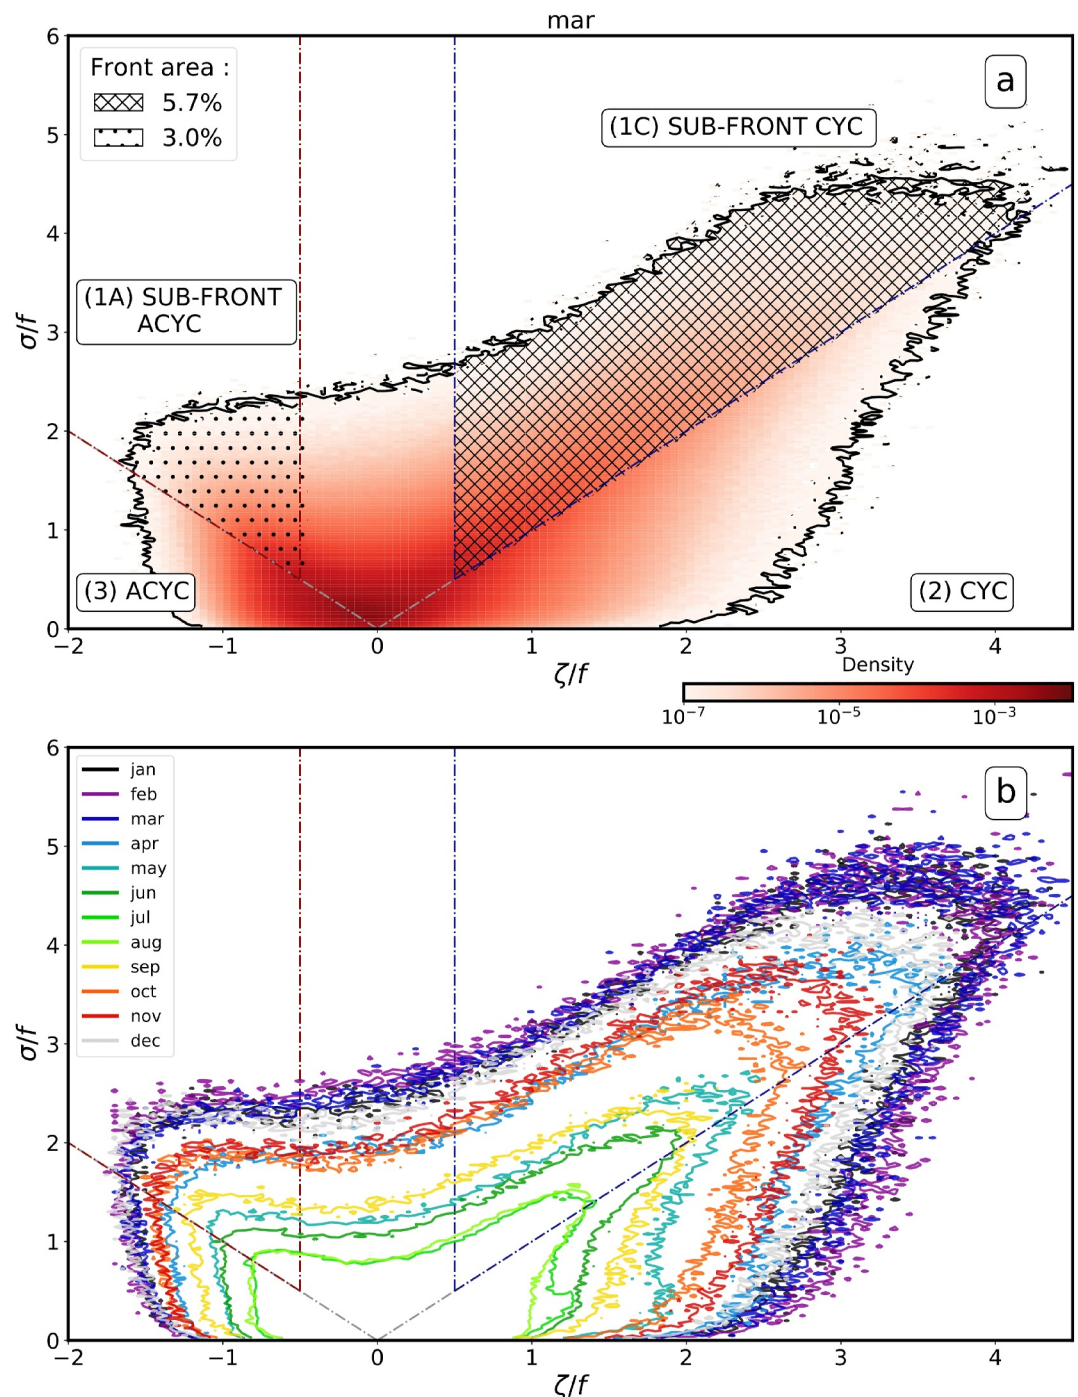 mar
6
5
4
3
2
1
0
σ/f
Front area :
5.7%
3.0%
a
(1C) SUB-FRONT CYC
(1A) SUB-FRONT
ACYC
(3) ACYC
(2) CYC
−2 −1 0 1 2 3 4
ζ/f
Density
10⁻⁷ 10⁻⁵ 10⁻³
6
5
4
3
2
1
0
σ/f
jan
feb
mar
apr
may
jun
jul
aug
sep
oct
nov
dec
b
−2 −1 0 1 2 3 4
ζ/f